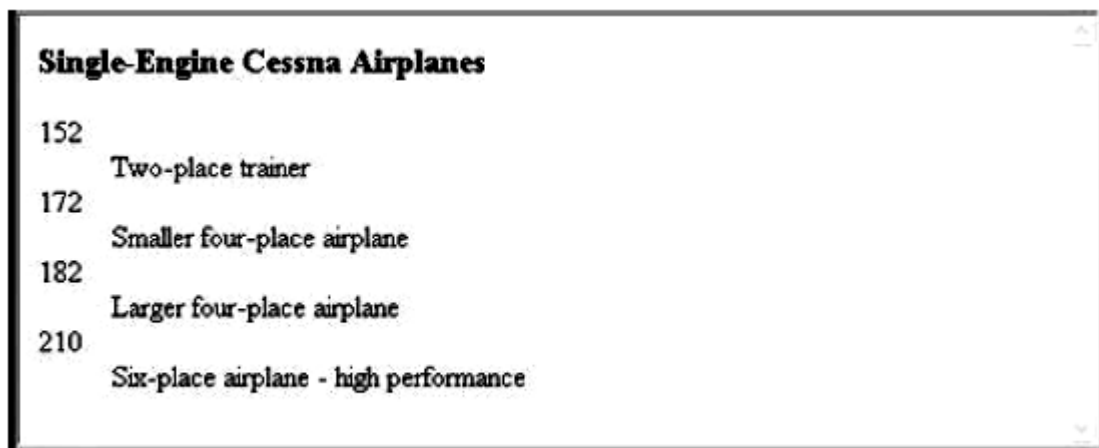 Single-Engine Cessna Airplanes
152
Two-place trainer
172
Smaller four-place airplane
182
Larger four-place airplane
210
Six-place airplane - high performance